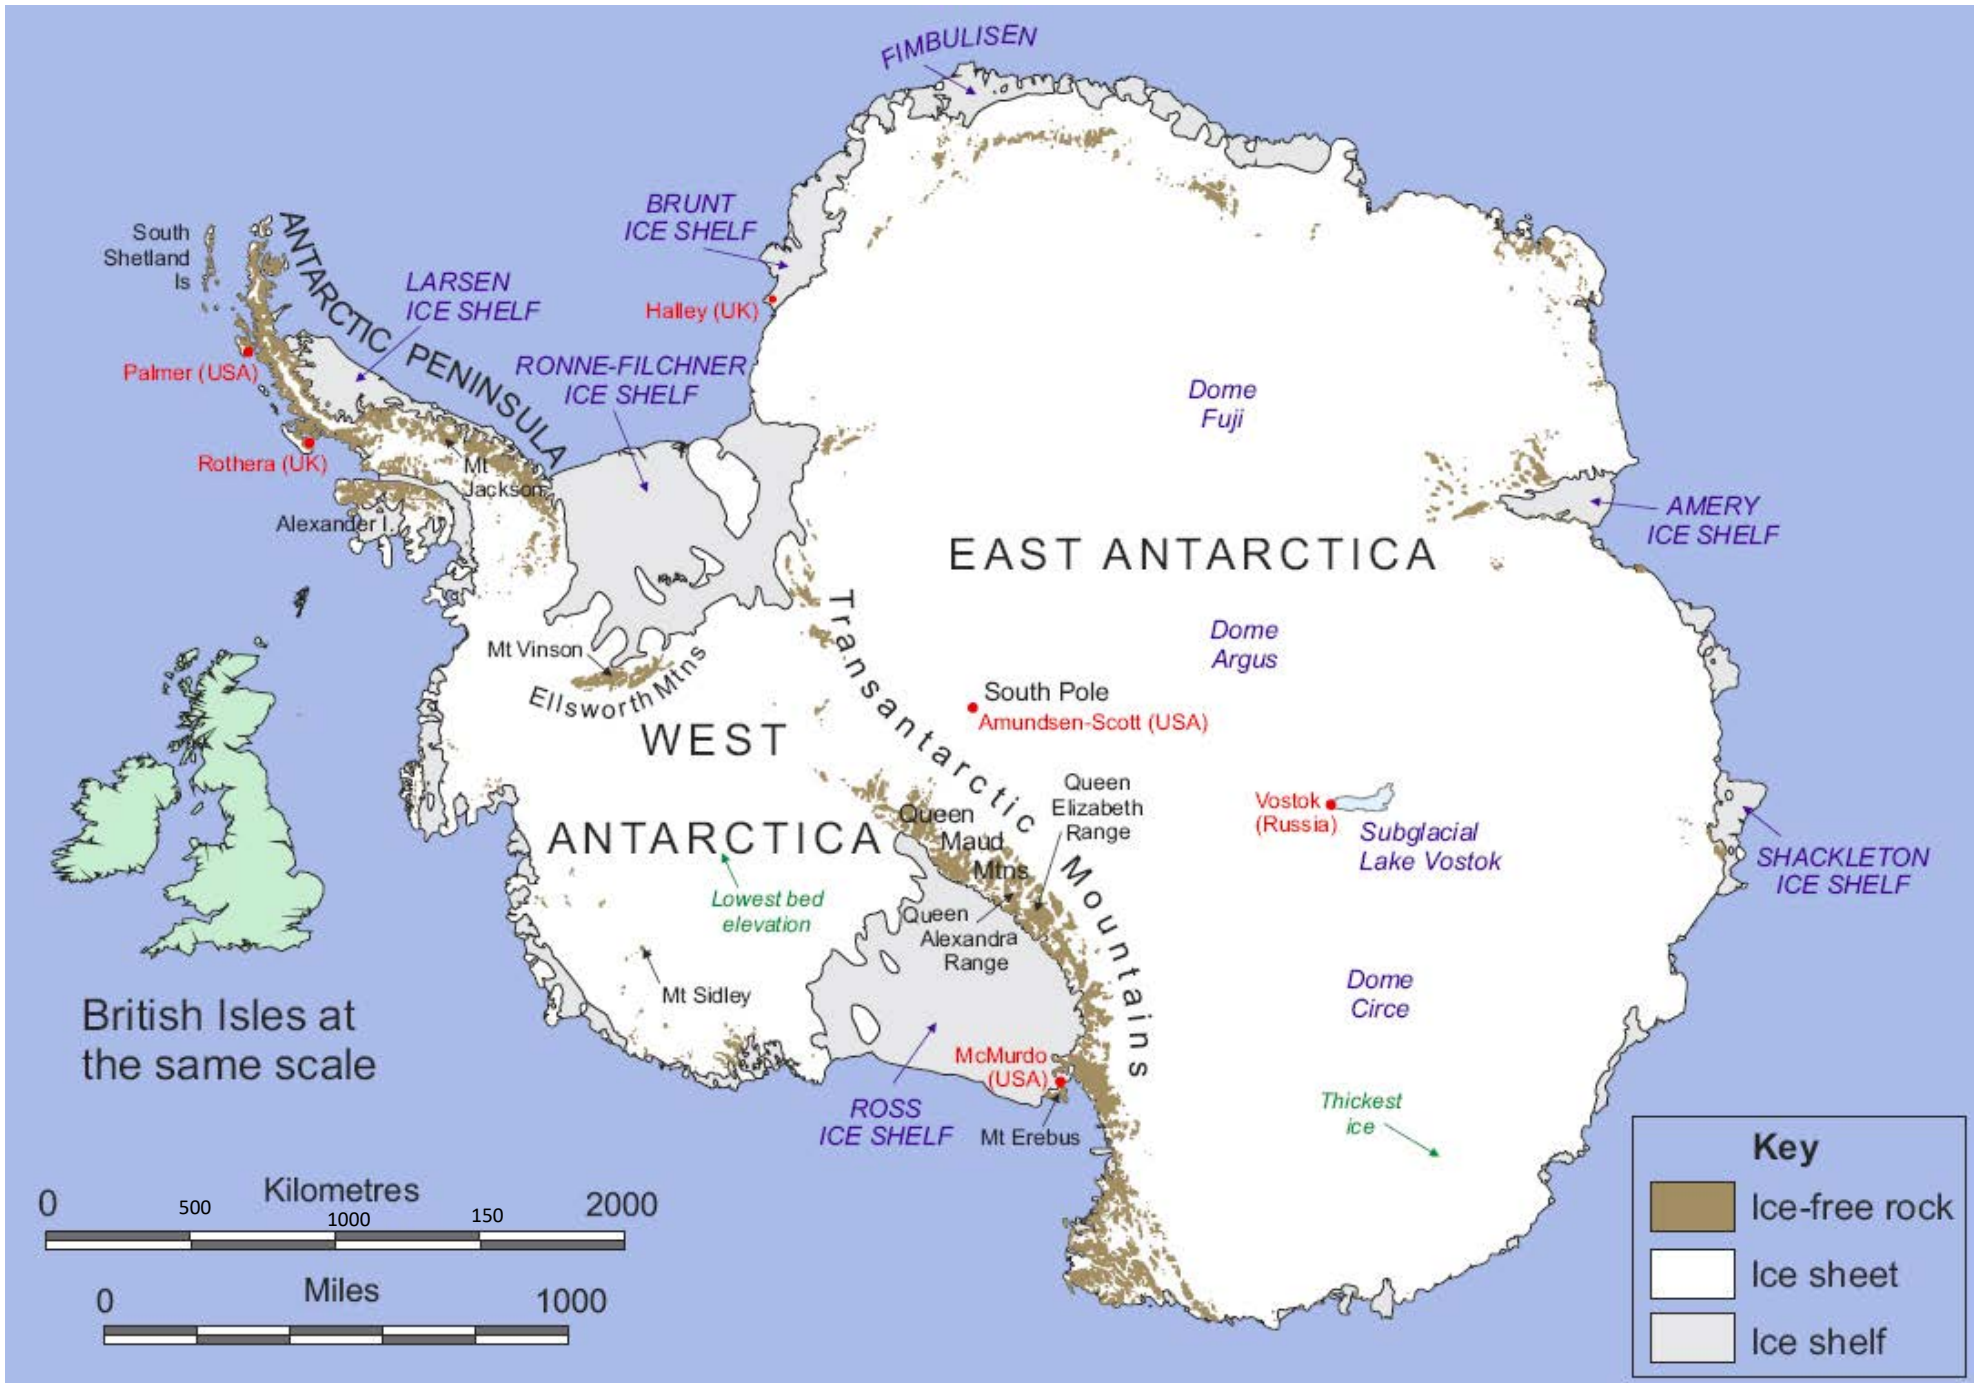 FIMBULISEN
BRUNT
ICE SHELF
Halley (UK)
South
Shetland
Is
ANTARCTIC PENINSULA
LARSEN
ICE SHELF
Palmer (USA)
RONNE-FILCHNER
ICE SHELF
Rothera (UK)
Mt
Jackson
Alexander I.
Dome
Fuji
AMERY
ICE SHELF
EAST ANTARCTICA
Transantarctic Mountains
Dome
Argus
Mt Vinson
Ellsworth Mtns
South Pole
Amundsen-Scott (USA)
WEST
ANTARCTICA
Queen
Maud
Mtns
Queen
Elizabeth
Range
Vostok
(Russia)
Subglacial
Lake Vostok
SHACKLETON
ICE SHELF
Lowest bed
elevation
Queen
Alexandra
Range
Mt Sidley
Dome
Circe
British Isles at
the same scale
McMurdo
(USA)
ROSS
ICE SHELF
Mt Erebus
Thickest
ice
Kilometres
0 500 1000 150 2000
Miles
0 1000
Key
Ice-free rock
Ice sheet
Ice shelf